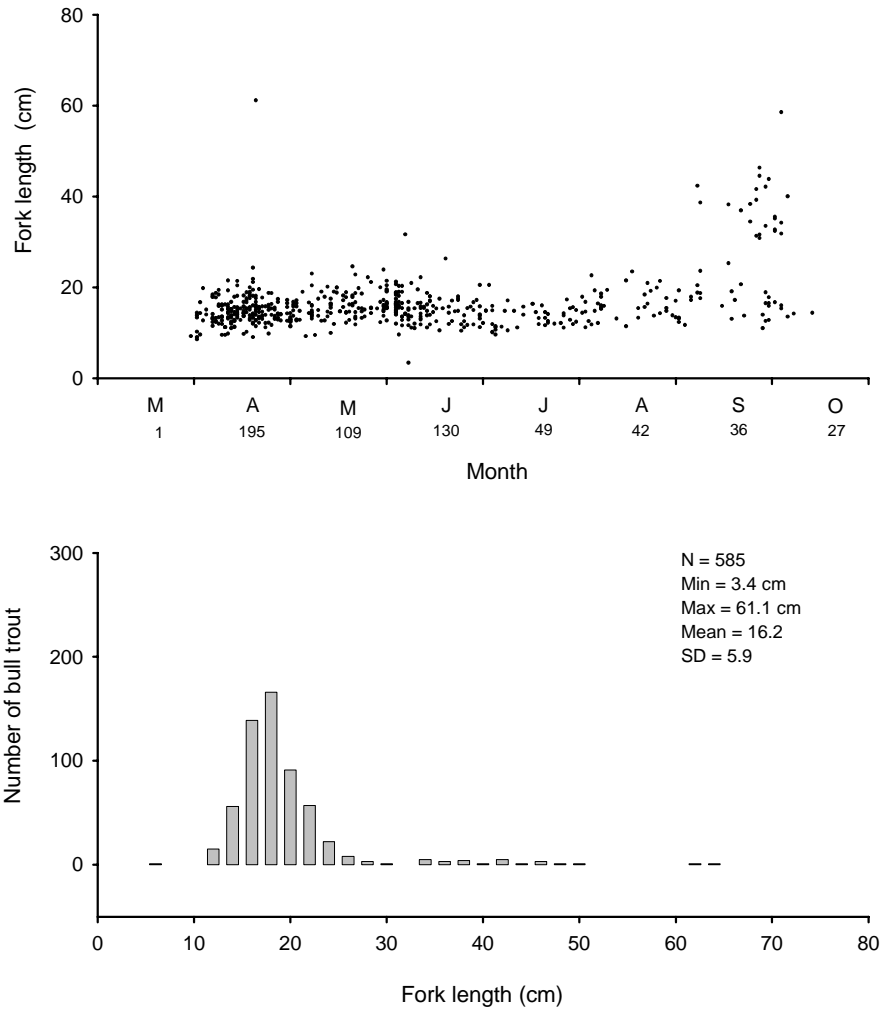 80
60
40
20
0
Fork length (cm)
M A M J J A S O
1 195 109 130 49 42 36 27
Month
300
200
100
0
Number of bull trout
N = 585
Min = 3.4 cm
Max = 61.1 cm
Mean = 16.2
SD = 5.9
0 10 20 30 40 50 60 70 80
Fork length (cm)